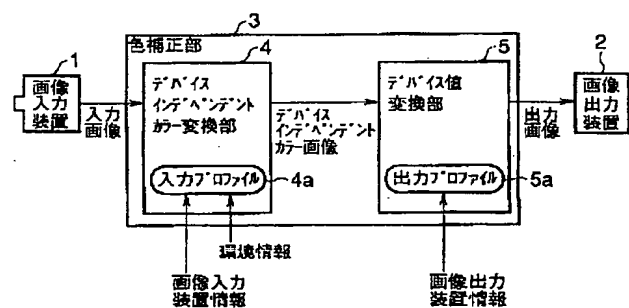 3
色補正部
1
画像
入力
装置
入力
画像
4
デバイス
インデペンデント
カラー変換部
入力プロファイル
4a
デバイス
インデペンデント
カラー画像
5
デバイス値
変換部
出力プロファイル
5a
出力
画像
2
画像
出力
装置
環境情報
画像入力
装置情報
画像出力
装置情報